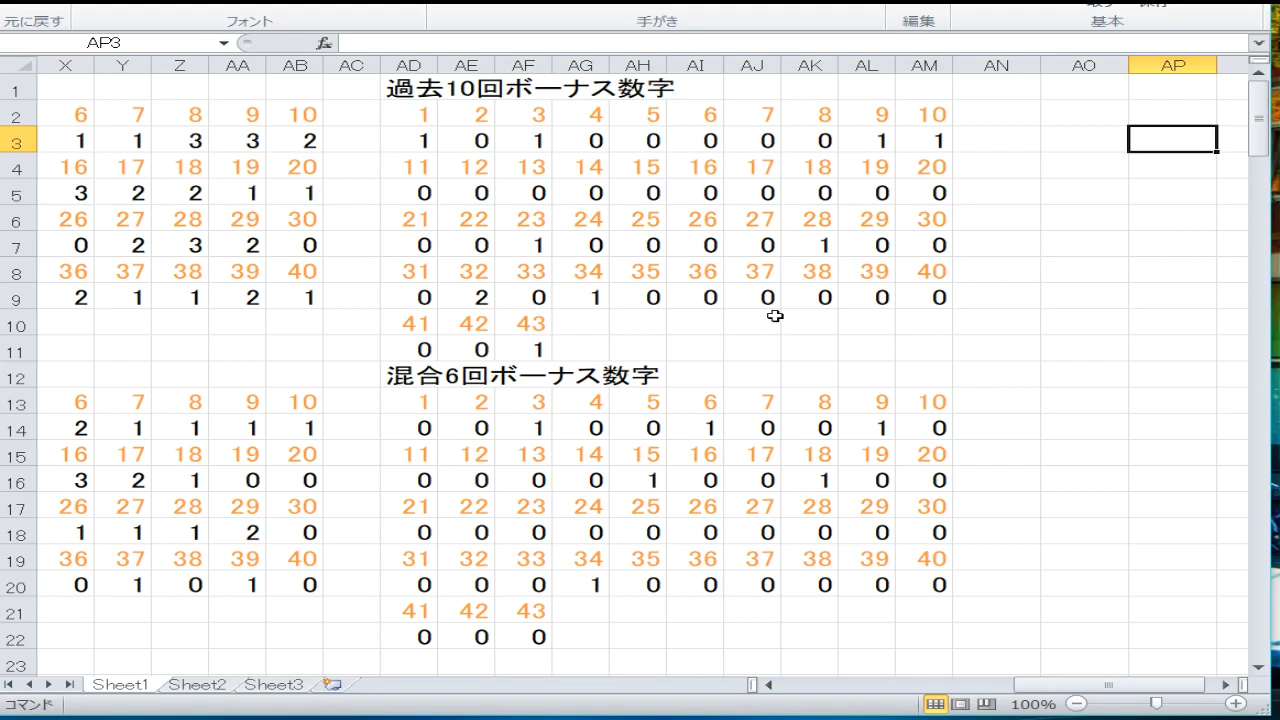 元に戻す フォント 手がき 編集 基本
AP3 fx
X Y Z AA AB AC AD AE AF AG AH AI AJ AK AL AM AN AO AP
1 過去10回ボーナス数字
2 6 7 8 9 10 1 2 3 4 5 6 7 8 9 10
3 1 1 3 3 2 1 0 1 0 0 0 0 0 1 1
4 16 17 18 19 20 11 12 13 14 15 16 17 18 19 20
5 3 2 2 1 1 0 0 0 0 0 0 0 0 0 0
6 26 27 28 29 30 21 22 23 24 25 26 27 28 29 30
7 0 2 3 2 0 0 0 1 0 0 0 0 1 0 0
8 36 37 38 39 40 31 32 33 34 35 36 37 38 39 40
9 2 1 1 2 1 0 2 0 1 0 0 0 0 0 0
10 41 42 43
11 0 0 1
12 混合6回ボーナス数字
13 6 7 8 9 10 1 2 3 4 5 6 7 8 9 10
14 2 1 1 1 1 0 0 1 0 0 1 0 0 1 0
15 16 17 18 19 20 11 12 13 14 15 16 17 18 19 20
16 3 2 1 0 0 0 0 0 0 1 0 0 1 0 0
17 26 27 28 29 30 21 22 23 24 25 26 27 28 29 30
18 1 1 1 2 0 0 0 0 0 0 0 0 0 0 0
19 36 37 38 39 40 31 32 33 34 35 36 37 38 39 40
20 0 1 0 1 0 0 0 0 1 0 0 0 0 0 0
21 41 42 43
22 0 0 0
23
Sheet1 Sheet2 Sheet3
コマンド 100%